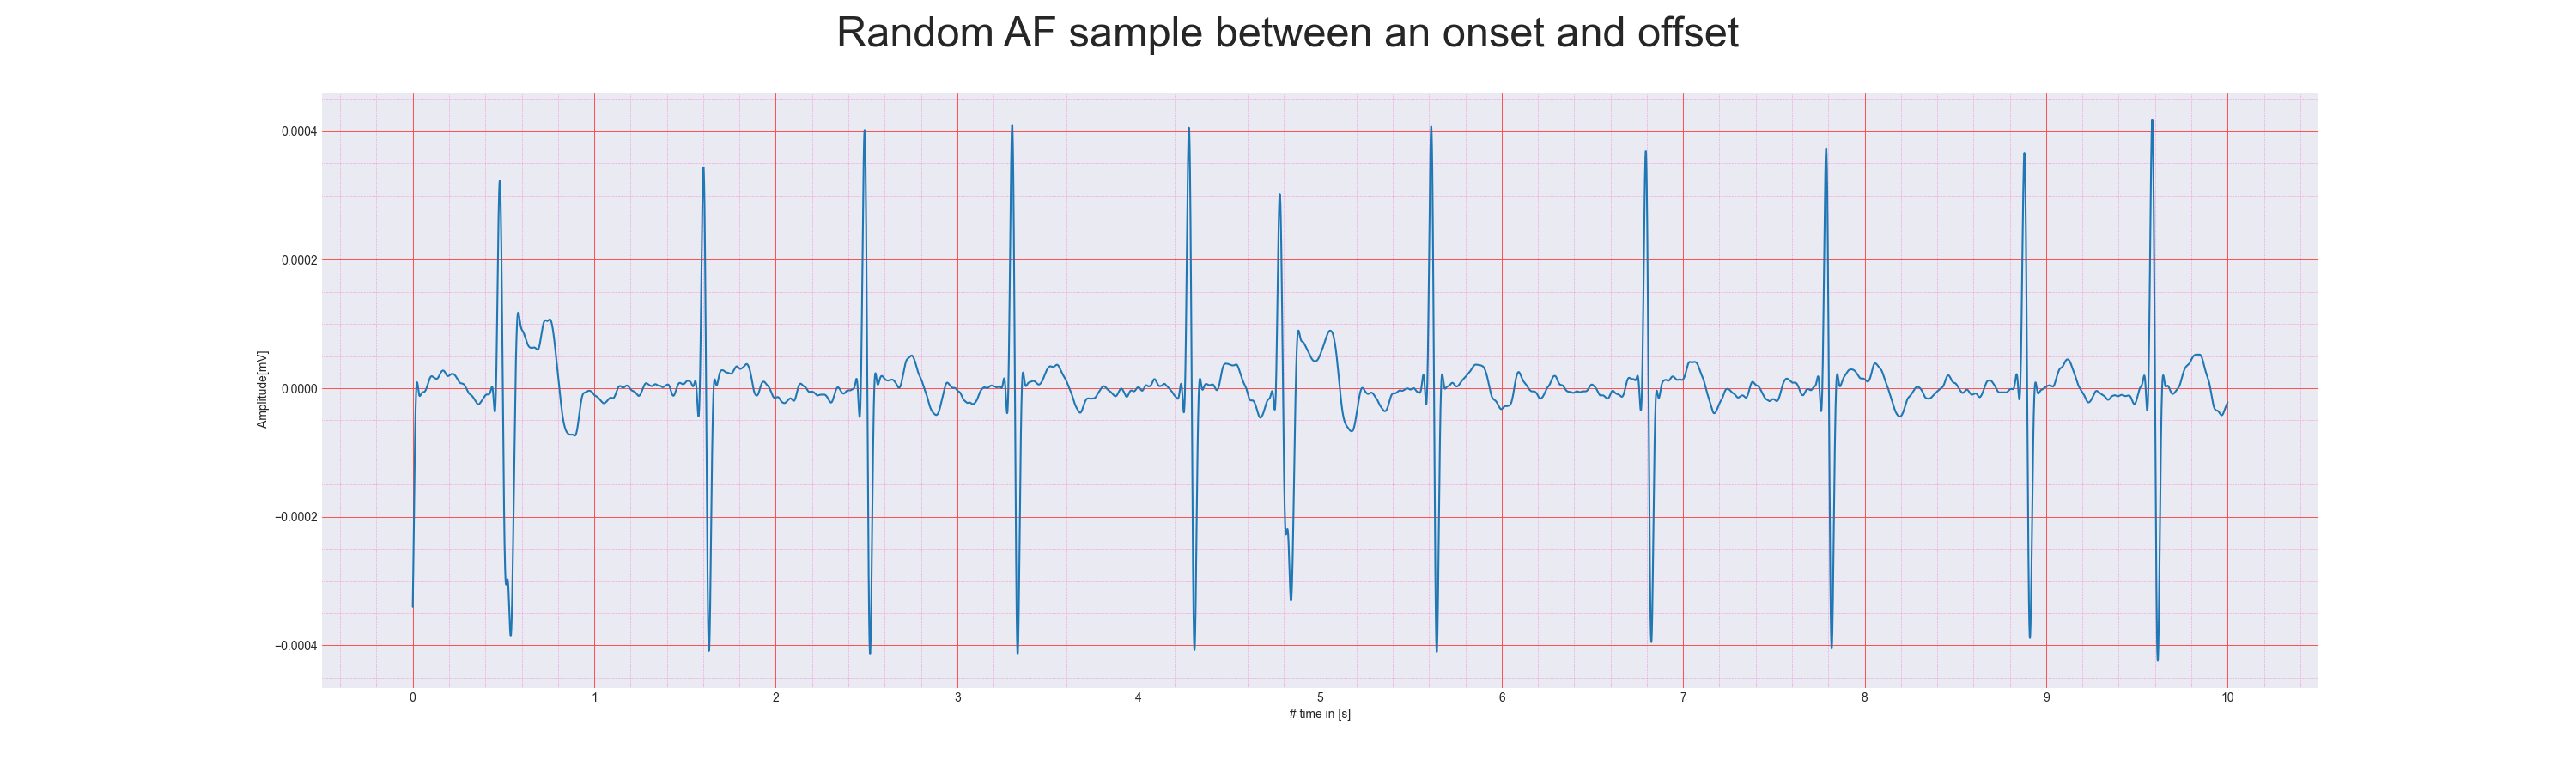 Random AF sample between an onset and offset
0.0004
0.0002
0.0000
−0.0002
−0.0004
Amplitude[mV]
0 1 2 3 4 5 6 7 8 9 10
# time in [s]